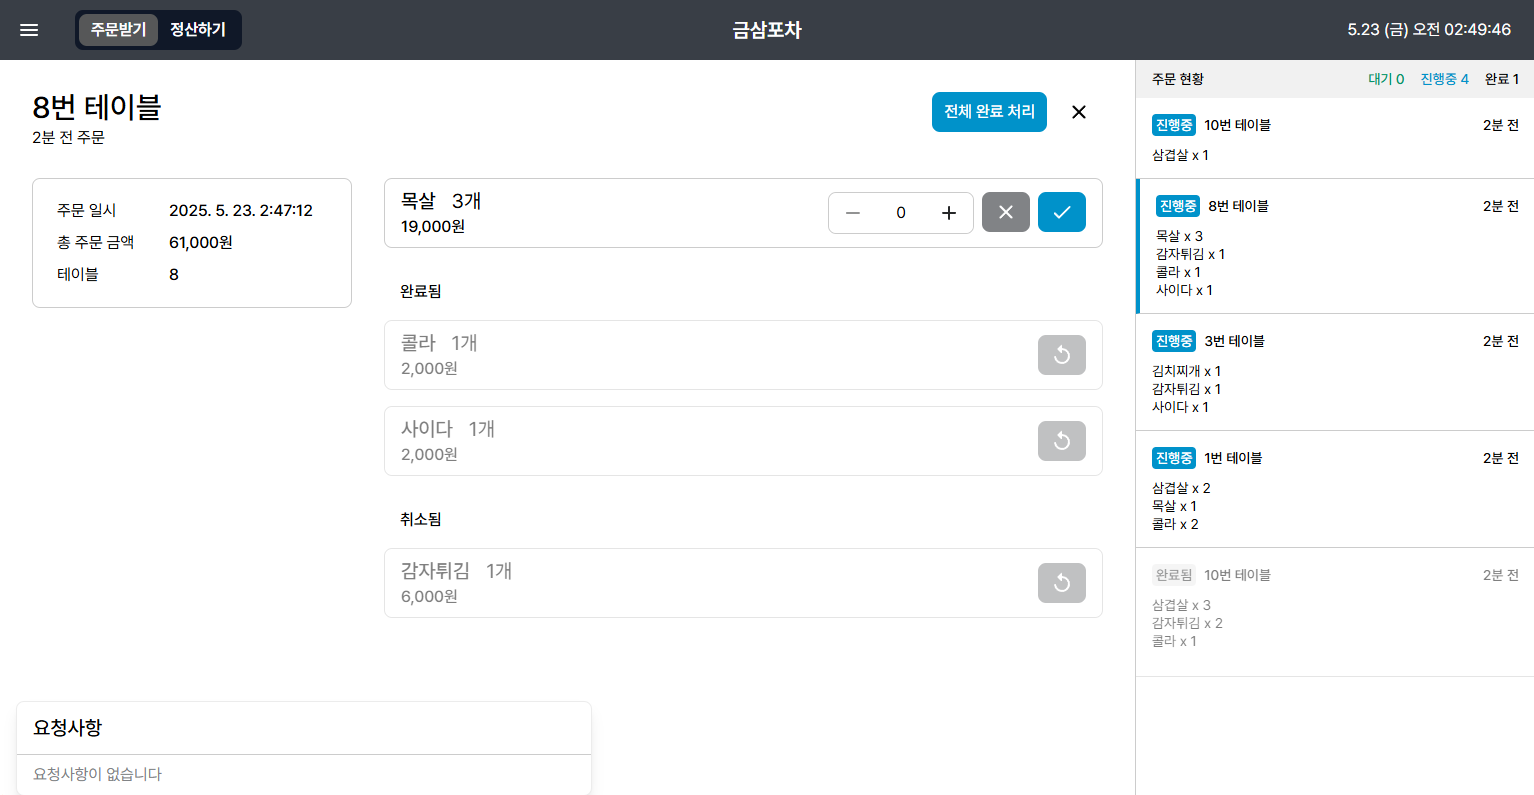 주문받기 정산하기
금삼포차
5.23 (금) 오전 02:49:46
8번 테이블
2분 전 주문
전체 완료 처리
주문 일시 2025. 5. 23. 2:47:12
총 주문 금액 61,000원
테이블 8
목살 3개
19,000원
0
완료됨
콜라 1개
2,000원
사이다 1개
2,000원
취소됨
감자튀김 1개
6,000원
요청사항
요청사항이 없습니다
주문 현황 대기 0 진행중 4 완료 1
진행중 10번 테이블 2분 전
삼겹살 x 1
진행중 8번 테이블 2분 전
목살 x 3
감자튀김 x 1
콜라 x 1
사이다 x 1
진행중 3번 테이블 2분 전
김치찌개 x 1
감자튀김 x 1
사이다 x 1
진행중 1번 테이블 2분 전
삼겹살 x 2
목살 x 1
콜라 x 2
완료됨 10번 테이블 2분 전
삼겹살 x 3
감자튀김 x 2
콜라 x 1